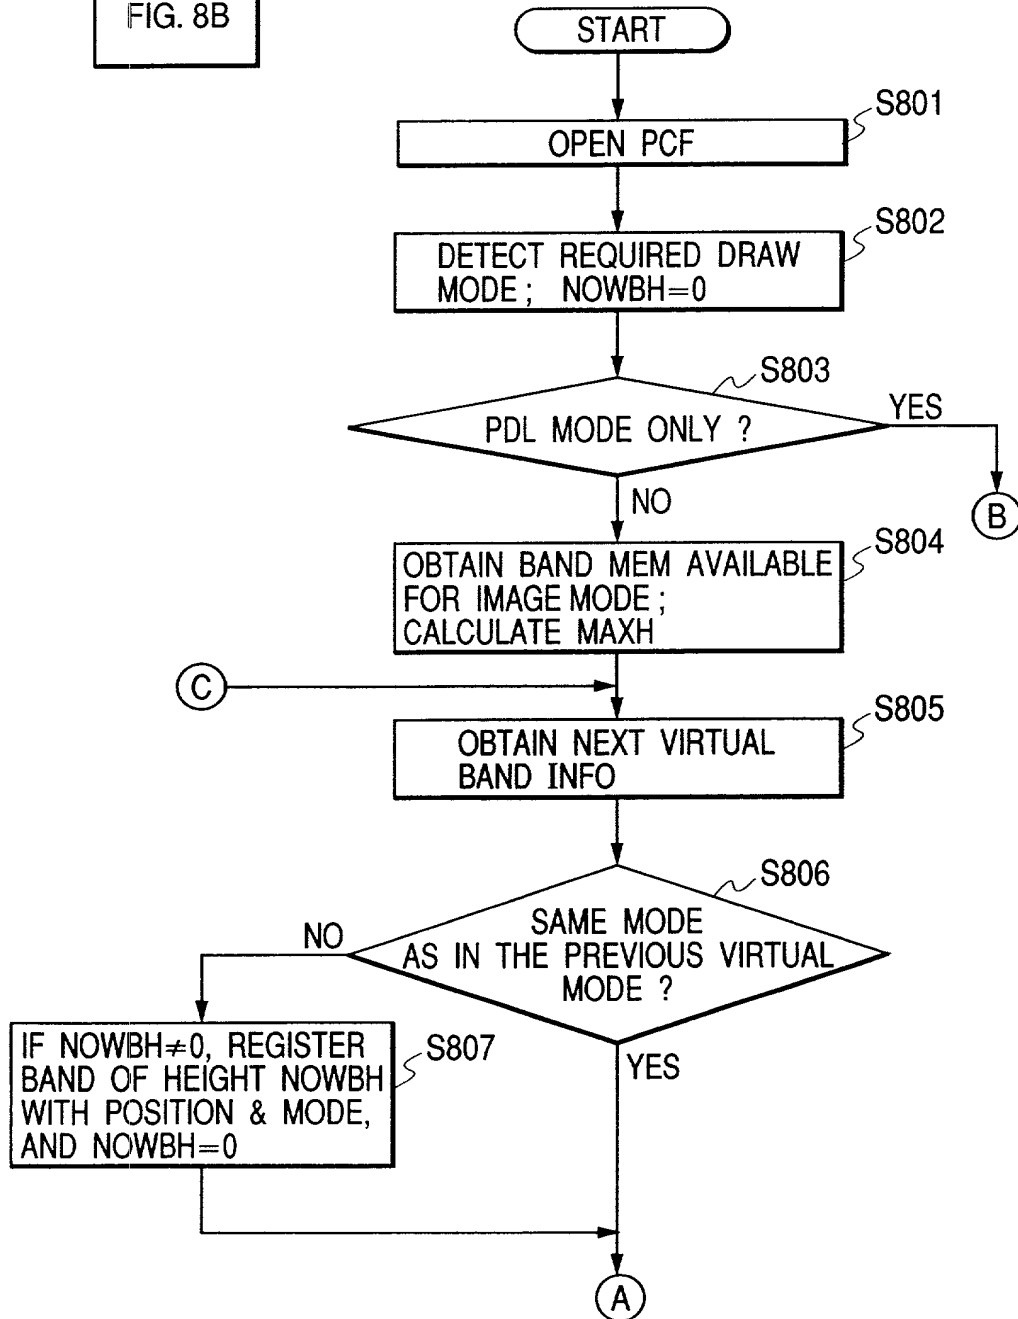 FIG. 8B
START
S801
OPEN PCF
S802
DETECT REQUIRED DRAW
MODE; NOWBH=0
S803
PDL MODE ONLY ?
YES
NO
B
S804
OBTAIN BAND MEM AVAILABLE
FOR IMAGE MODE;
CALCULATE MAXH
C
S805
OBTAIN NEXT VIRTUAL
BAND INFO
S806
SAME MODE
AS IN THE PREVIOUS VIRTUAL
MODE ?
NO
YES
S807
IF NOWBH≠0, REGISTER
BAND OF HEIGHT NOWBH
WITH POSITION & MODE,
AND NOWBH=0
A